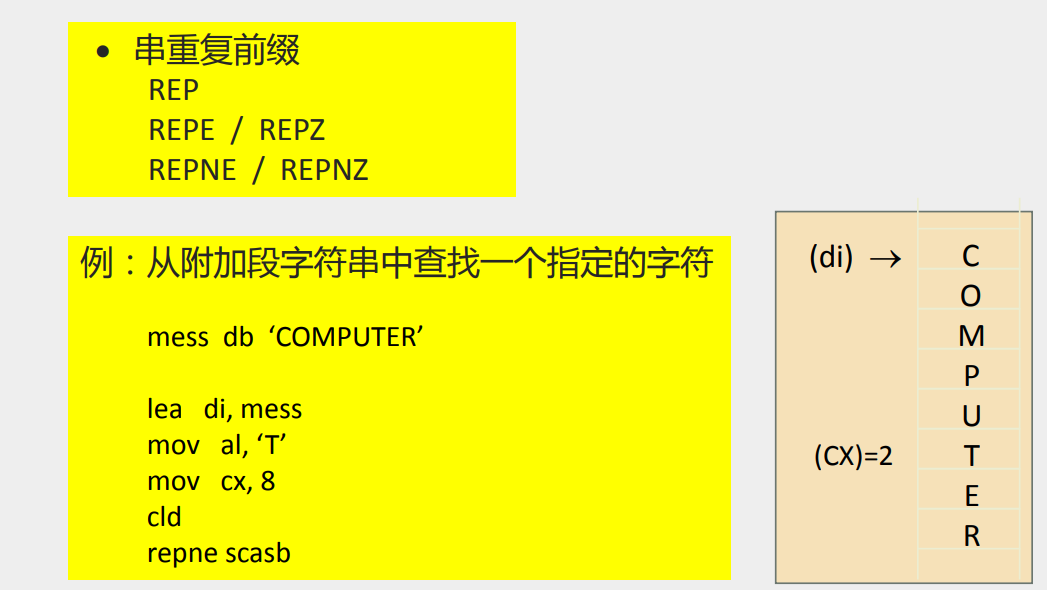 • 串重复前缀
REP
REPE / REPZ
REPNE / REPNZ
例：从附加段字符串中查找一个指定的字符
mess db ‘COMPUTER’
lea di, mess
mov al, ‘T’
mov cx, 8
cld
repne scasb
(di) → C
O
M
P
U
(CX)=2 T
E
R